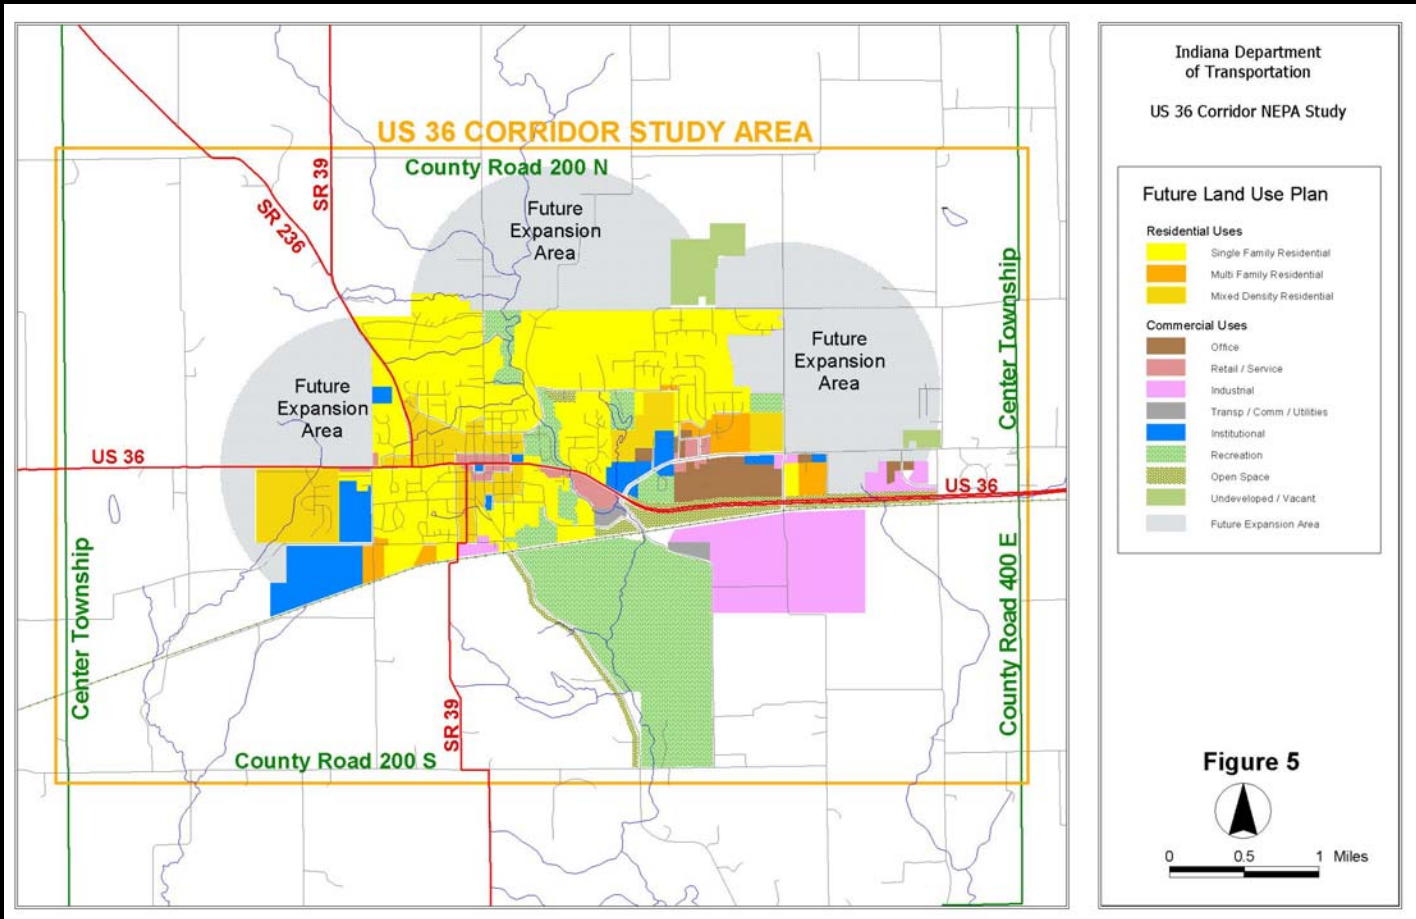 US 36 CORRIDOR STUDY AREA
County Road 200 N
SR 39
SR 236
Future
Expansion
Area
Center Township
Future
Expansion
Area
Future
Expansion
Area
US 36
US 36
Center Township
County Road 400 E
SR 39
County Road 200 S
Indiana Department
of Transportation
US 36 Corridor NEPA Study
Future Land Use Plan
Residential Uses
Single Family Residential
Multi Family Residential
Mixed Density Residential
Commercial Uses
Office
Retail / Service
Industrial
Transp / Comm / Utilities
Institutional
Recreation
Open Space
Undeveloped / Vacant
Future Expansion Area
Figure 5
0 0.5 1 Miles